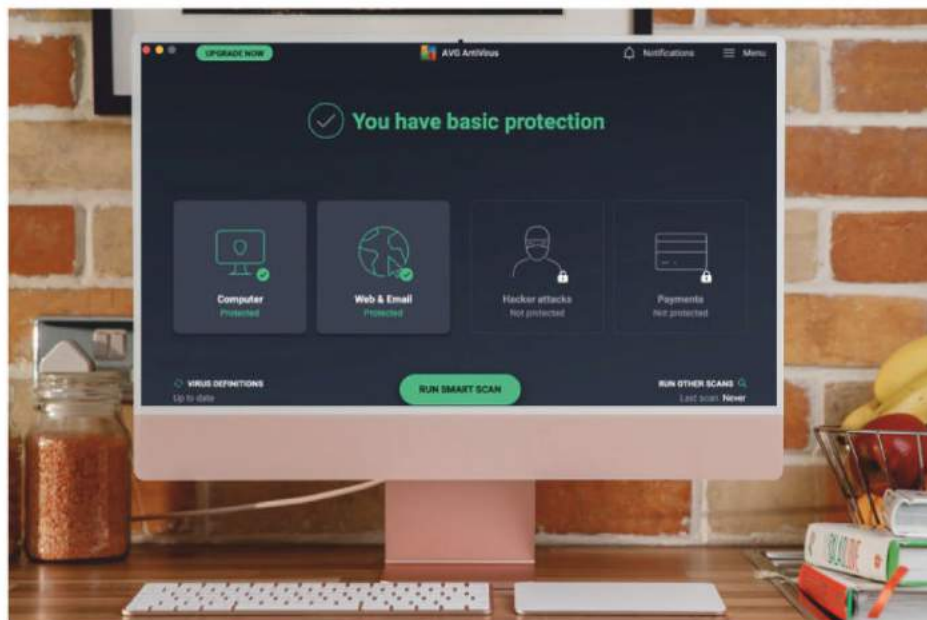 UPGRADE NOW
AVG AntiVirus
Notifications
Menu
You have basic protection
Computer
Protected
Web & Email
Protected
Hacker attacks
Not protected
Payments
Not protected
VIRUS DEFINITIONS
Up to date
RUN SMART SCAN
RUN OTHER SCANS
Last scan: Never